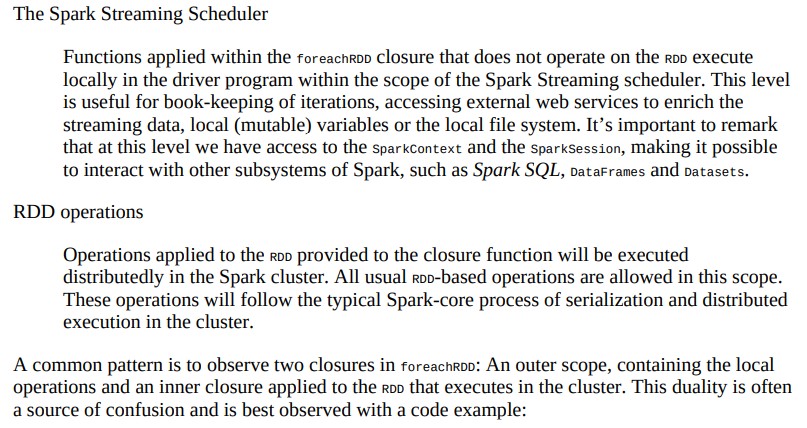 The Spark Streaming Scheduler
Functions applied within the foreachRDD closure that does not operate on the RDD execute
locally in the driver program within the scope of the Spark Streaming scheduler. This level
is useful for book-keeping of iterations, accessing external web services to enrich the
streaming data, local (mutable) variables or the local file system. It’s important to remark
that at this level we have access to the SparkContext and the SparkSession, making it possible
to interact with other subsystems of Spark, such as Spark SQL, DataFrames and Datasets.
RDD operations
Operations applied to the RDD provided to the closure function will be executed
distributedly in the Spark cluster. All usual RDD-based operations are allowed in this scope.
These operations will follow the typical Spark-core process of serialization and distributed
execution in the cluster.
A common pattern is to observe two closures in foreachRDD: An outer scope, containing the local
operations and an inner closure applied to the RDD that executes in the cluster. This duality is often
a source of confusion and is best observed with a code example: